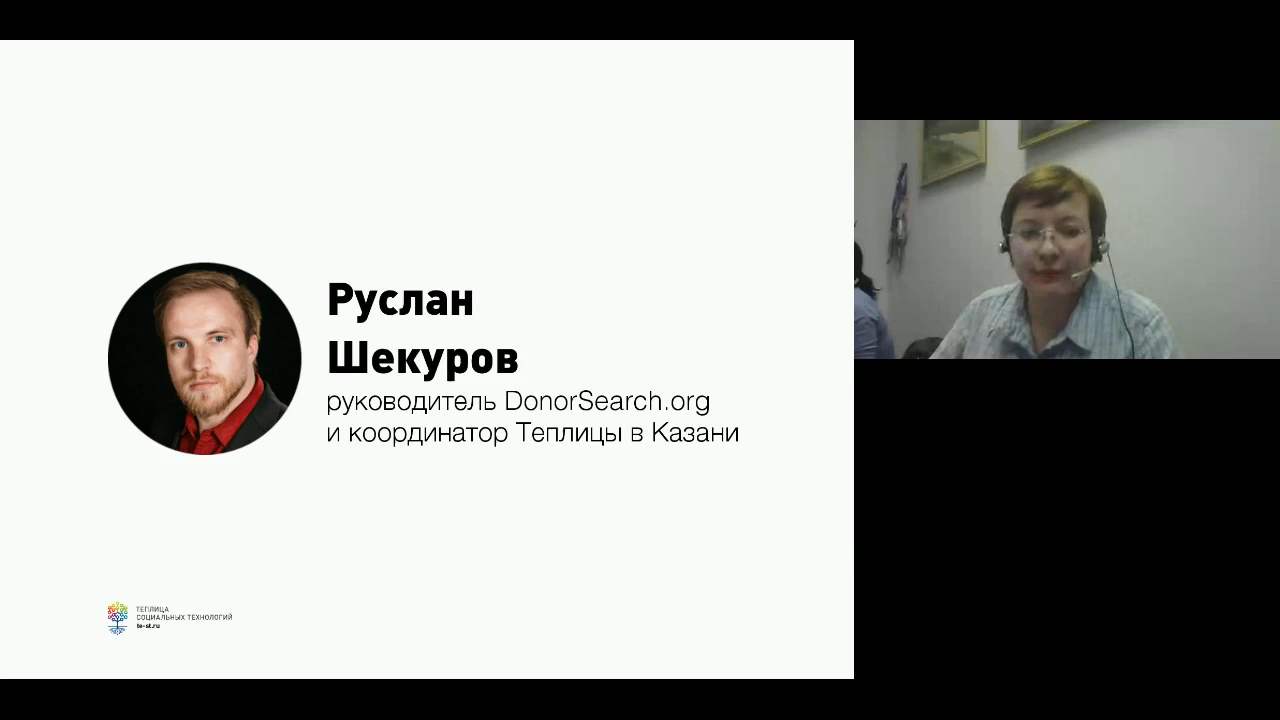 Руслан
Шекуров
руководитель DonorSearch.org
и координатор Теплицы в Казани
ТЕПЛИЦА
СОЦИАЛЬНЫХ ТЕХНОЛОГИЙ
te-st.ru